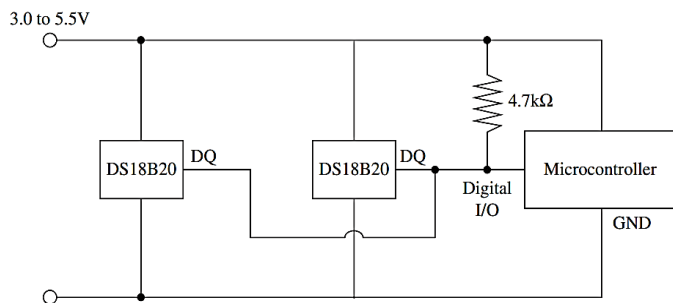 3.0 to 5.5V
4.7kΩ
DS18B20
DQ
DS18B20
DQ
Digital
I/O
Microcontroller
GND